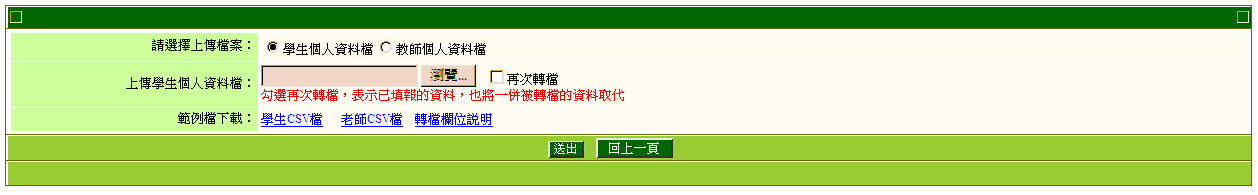 請選擇上傳檔案： 學生個人資料檔 教師個人資料檔
上傳學生個人資料檔： 瀏覽... 再次轉檔
勾選再次轉檔，表示已填報的資料，也將一併被轉檔的資料取代
範例檔下載： 學生CSV檔 老師CSV檔 轉檔欄位說明
送出 回上一頁